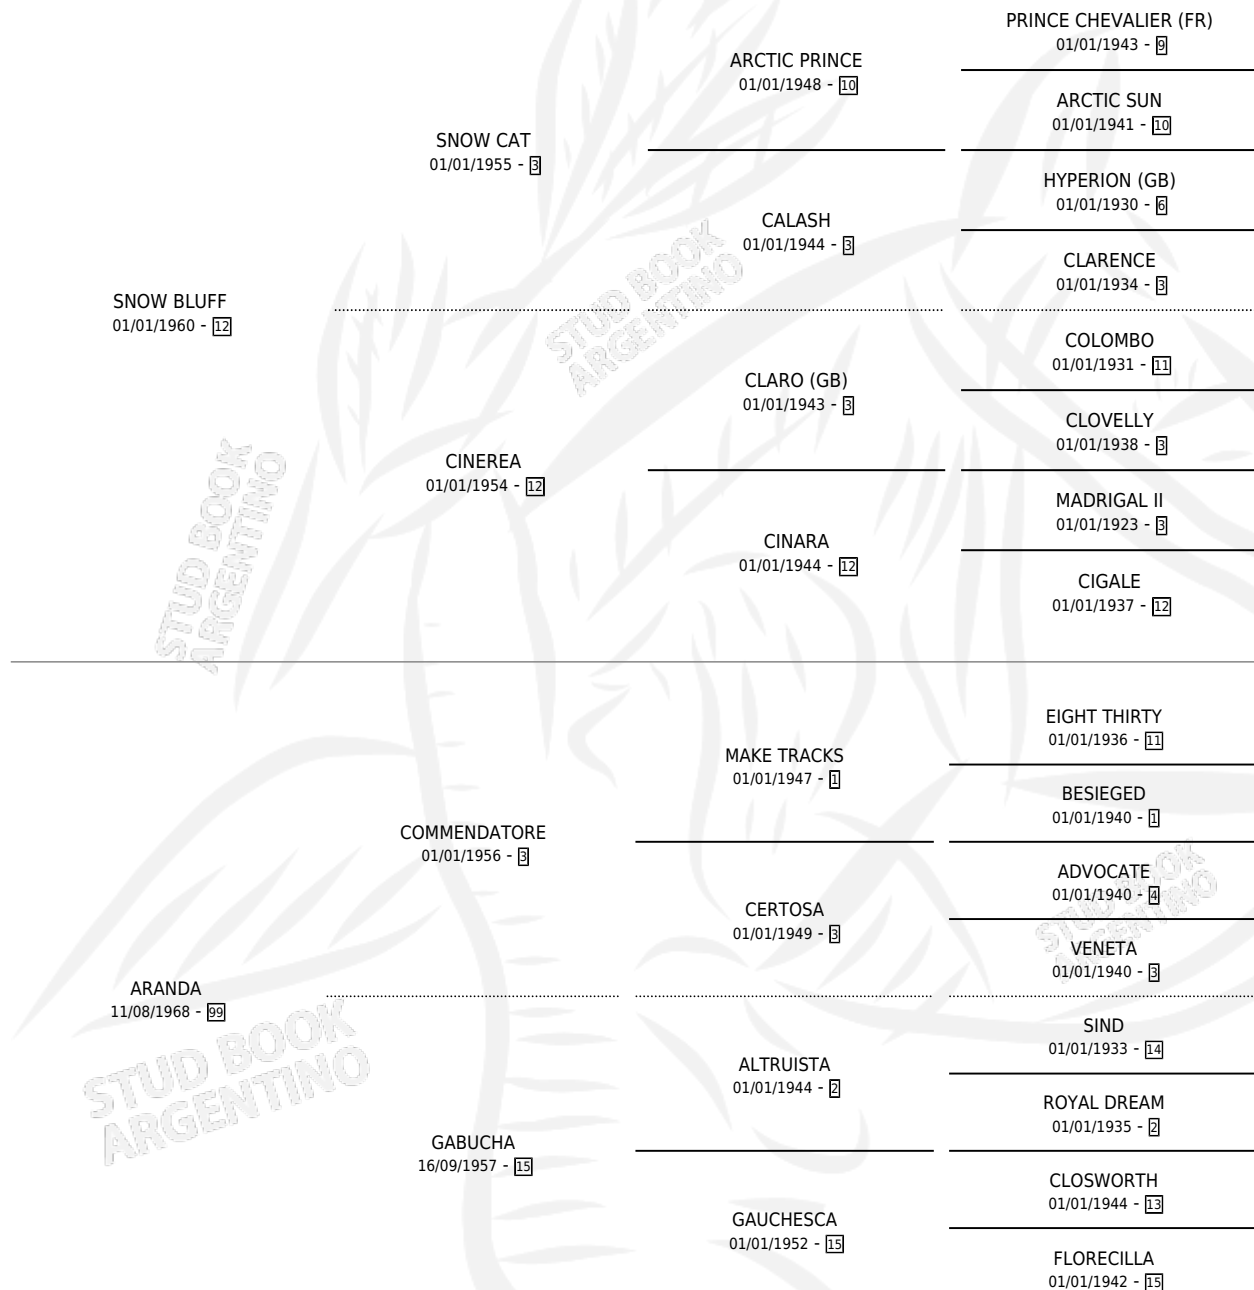 PRINCE CHEVALIER (FR)
01/01/1943 - 9
ARCTIC PRINCE
01/01/1948 - 10
ARCTIC SUN
01/01/1941 - 10
SNOW CAT
01/01/1955 - 3
HYPERION (GB)
01/01/1930 - 6
CALASH
01/01/1944 - 3
CLARENCE
01/01/1934 - 3
SNOW BLUFF
01/01/1960 - 12
STUD BOOK
ARGENTINO
COLOMBO
01/01/1931 - 11
CLARO (GB)
01/01/1943 - 3
CLOVELLY
01/01/1938 - 3
CINEREA
01/01/1954 - 12
MADRIGAL II
01/01/1923 - 3
CINARA
01/01/1944 - 12
CIGALE
01/01/1937 - 12
STUD BOOK
ARGENTINO
EIGHT THIRTY
01/01/1936 - 11
MAKE TRACKS
01/01/1947 - 1
BESIEGED
01/01/1940 - 1
COMMENDATORE
01/01/1956 - 3
ADVOCATE
01/01/1940 - 4
CERTOSA
01/01/1949 - 3
VENETA
01/01/1940 - 3
STUD BOOK
ARGENTINO
ARANDA
11/08/1968 - 99
SIND
01/01/1933 - 14
ALTRUISTA
01/01/1944 - 2
ROYAL DREAM
01/01/1935 - 2
STUD BOOK
ARGENTINO
GABUCHA
16/09/1957 - 15
CLOSWORTH
01/01/1944 - 13
GAUCHESCA
01/01/1952 - 15
FLORECILLA
01/01/1942 - 15